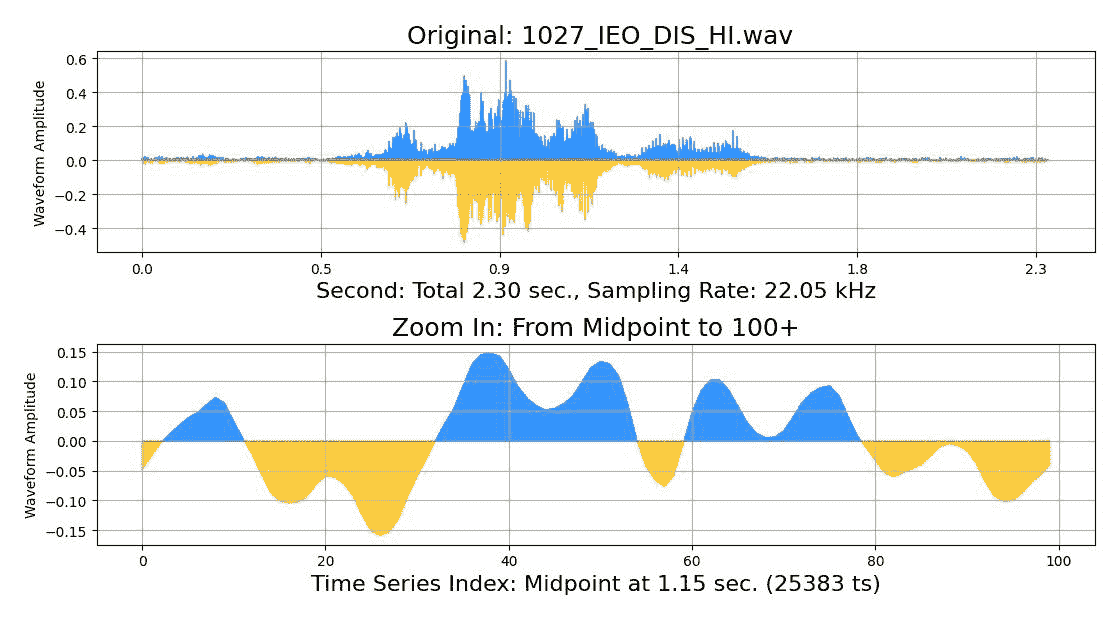 Original: 1027_IEO_DIS_HI.wav
0.6
0.4
0.2
0.0
−0.2
−0.4
Waveform Amplitude
0.0 0.5 0.9 1.4 1.8 2.3
Second: Total 2.30 sec., Sampling Rate: 22.05 kHz
Zoom In: From Midpoint to 100+
0.15
0.10
0.05
0.00
−0.05
−0.10
−0.15
Waveform Amplitude
0 20 40 60 80 100
Time Series Index: Midpoint at 1.15 sec. (25383 ts)